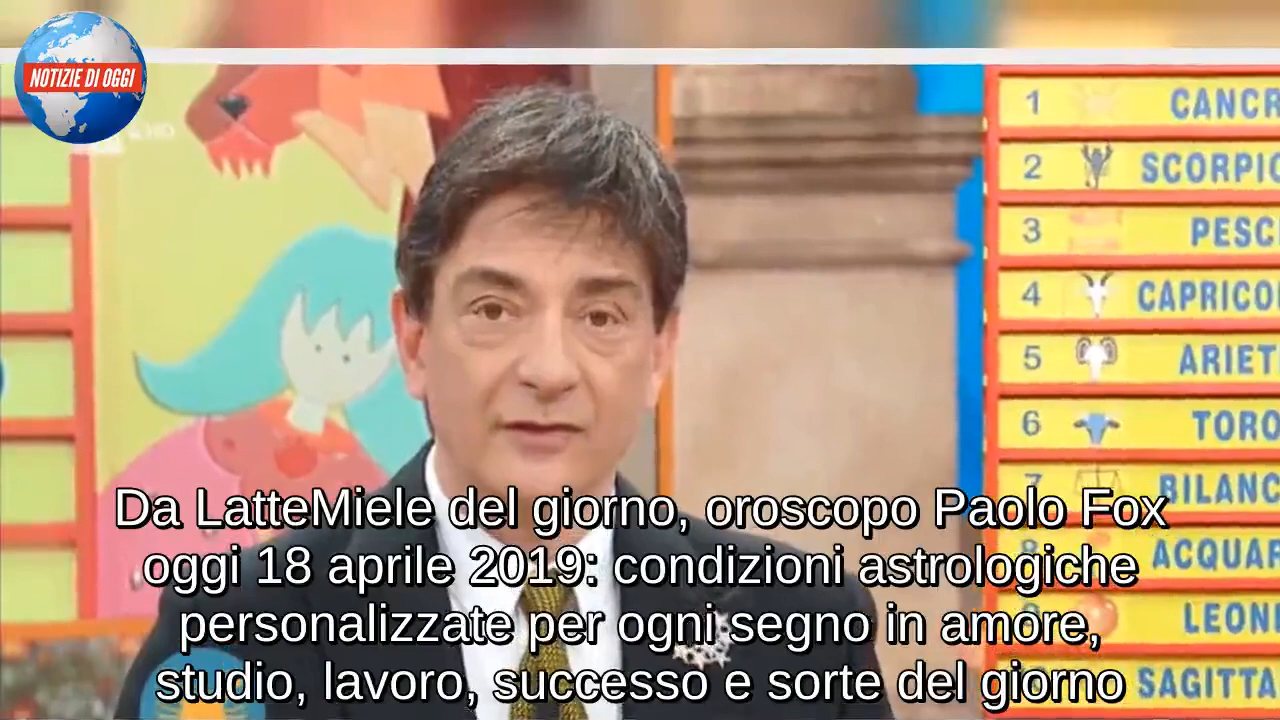 NOTIZIE DI OGGI
1 CANCR
2 SCORPIO
3 PESC
4 CAPRICO
5 ARIET
6 TORO
7 BILANC
8 ACQUAR
LEON
SAGITTA
Da LatteMiele del giorno, oroscopo Paolo Fox
oggi 18 aprile 2019: condizioni astrologiche
personalizzate per ogni segno in amore,
studio, lavoro, successo e sorte del giorno